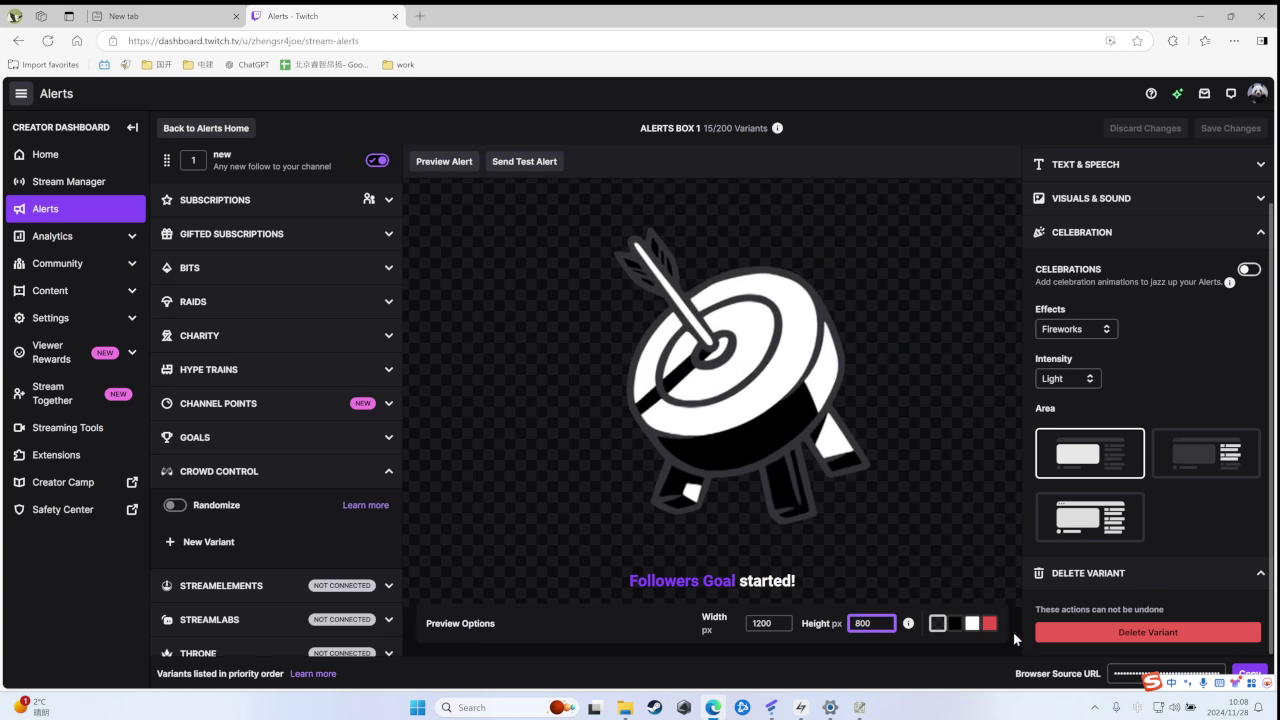 New tab
Alerts - Twitch
https://dashboard.twitch.tv/u/zhengsr4joe/stream-alerts
Import favorites
国开
电建
ChatGPT
北京睿智昂扬- Goo...
work
Alerts
CREATOR DASHBOARD
Home
Stream Manager
Alerts
Analytics
Community
Content
Settings
Viewer Rewards
NEW
Stream Together
NEW
Streaming Tools
Extensions
Creator Camp
Safety Center
Back to Alerts Home
ALERTS BOX 1 15/200 Variants
Discard Changes
Save Changes
1
new
Any new follow to your channel
SUBSCRIPTIONS
GIFTED SUBSCRIPTIONS
BITS
RAIDS
CHARITY
HYPE TRAINS
CHANNEL POINTS
NEW
GOALS
CROWD CONTROL
Randomize
Learn more
New Variant
STREAMELEMENTS
NOT CONNECTED
STREAMLABS
NOT CONNECTED
THRONE
NOT CONNECTED
Variants listed in priority order Learn more
Preview Alert
Send Test Alert
Followers Goal started!
Preview Options
Width px
1200
Height px
800
TEXT & SPEECH
VISUALS & SOUND
CELEBRATION
CELEBRATIONS
Add celebration animations to jazz up your Alerts.
Effects
Fireworks
Intensity
Light
Area
DELETE VARIANT
These actions can not be undone
Delete Variant
Browser Source URL
Copy
中
1
2°C
晴朗
Search
10:08
2024/11/28